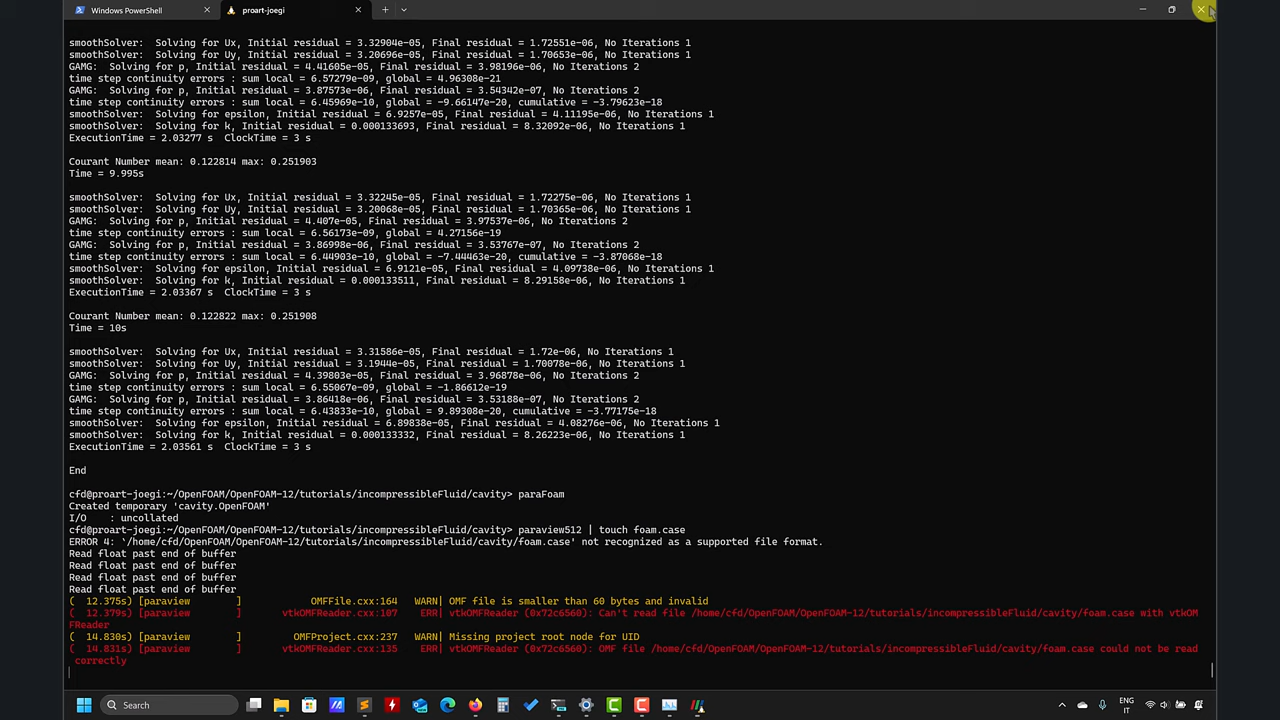 Windows PowerShell
proart-joegi
smoothSolver:  Solving for Ux, Initial residual = 3.32904e-05, Final residual = 1.72551e-06, No Iterations 1
smoothSolver:  Solving for Uy, Initial residual = 3.20696e-05, Final residual = 1.70653e-06, No Iterations 1
GAMG:  Solving for p, Initial residual = 4.41605e-05, Final residual = 3.98196e-06, No Iterations 2
time step continuity errors : sum local = 6.57279e-09, global = 4.96308e-21
GAMG:  Solving for p, Initial residual = 3.87573e-06, Final residual = 3.54342e-07, No Iterations 2
time step continuity errors : sum local = 6.45969e-10, global = -9.66147e-20, cumulative = -3.79623e-18
smoothSolver:  Solving for epsilon, Initial residual = 6.9257e-05, Final residual = 4.11195e-06, No Iterations 1
smoothSolver:  Solving for k, Initial residual = 0.000133693, Final residual = 8.32092e-06, No Iterations 1
ExecutionTime = 2.03277 s  ClockTime = 3 s
Courant Number mean: 0.122814 max: 0.251903
Time = 9.995s
smoothSolver:  Solving for Ux, Initial residual = 3.32245e-05, Final residual = 1.72275e-06, No Iterations 1
smoothSolver:  Solving for Uy, Initial residual = 3.20068e-05, Final residual = 1.70365e-06, No Iterations 1
GAMG:  Solving for p, Initial residual = 4.407e-05, Final residual = 3.97537e-06, No Iterations 2
time step continuity errors : sum local = 6.56173e-09, global = 4.27156e-19
GAMG:  Solving for p, Initial residual = 3.86998e-06, Final residual = 3.53767e-07, No Iterations 2
time step continuity errors : sum local = 6.44903e-10, global = -7.44463e-20, cumulative = -3.87068e-18
smoothSolver:  Solving for epsilon, Initial residual = 6.9121e-05, Final residual = 4.09738e-06, No Iterations 1
smoothSolver:  Solving for k, Initial residual = 0.000133511, Final residual = 8.29158e-06, No Iterations 1
ExecutionTime = 2.03367 s  ClockTime = 3 s
Courant Number mean: 0.122822 max: 0.251908
Time = 10s
smoothSolver:  Solving for Ux, Initial residual = 3.31586e-05, Final residual = 1.72e-06, No Iterations 1
smoothSolver:  Solving for Uy, Initial residual = 3.1944e-05, Final residual = 1.70078e-06, No Iterations 1
GAMG:  Solving for p, Initial residual = 4.39803e-05, Final residual = 3.96878e-06, No Iterations 2
time step continuity errors : sum local = 6.55067e-09, global = -1.86612e-19
GAMG:  Solving for p, Initial residual = 3.86418e-06, Final residual = 3.53188e-07, No Iterations 2
time step continuity errors : sum local = 6.43833e-10, global = 9.89308e-20, cumulative = -3.77175e-18
smoothSolver:  Solving for epsilon, Initial residual = 6.89838e-05, Final residual = 4.08276e-06, No Iterations 1
smoothSolver:  Solving for k, Initial residual = 0.000133332, Final residual = 8.26223e-06, No Iterations 1
ExecutionTime = 2.03561 s  ClockTime = 3 s
End
cfd@proart-joegi:~/OpenFOAM/OpenFOAM-12/tutorials/incompressibleFluid/cavity> paraFoam
Created temporary 'cavity.OpenFOAM'
I/O    : uncollated
cfd@proart-joegi:~/OpenFOAM/OpenFOAM-12/tutorials/incompressibleFluid/cavity> paraview512 | touch foam.case
ERROR 4: `/home/cfd/OpenFOAM/OpenFOAM-12/tutorials/incompressibleFluid/cavity/foam.case' not recognized as a supported file format.
Read float past end of buffer
Read float past end of buffer
Read float past end of buffer
Read float past end of buffer
(  12.375s) [paraview        ]            OMFFile.cxx:164   WARN| OMF file is smaller than 60 bytes and invalid
(  12.379s) [paraview        ]       vtkOMFReader.cxx:107    ERR| vtkOMFReader (0x72c6560): Can't read file /home/cfd/OpenFOAM/OpenFOAM-12/tutorials/incompressibleFluid/cavity/foam.case with vtkOM
FReader
(  14.830s) [paraview        ]         OMFProject.cxx:237   WARN| Missing project root node for UID
(  14.831s) [paraview        ]       vtkOMFReader.cxx:135    ERR| vtkOMFReader (0x72c6560): OMF file /home/cfd/OpenFOAM/OpenFOAM-12/tutorials/incompressibleFluid/cavity/foam.case could not be read
correctly
Search
ENG
IT